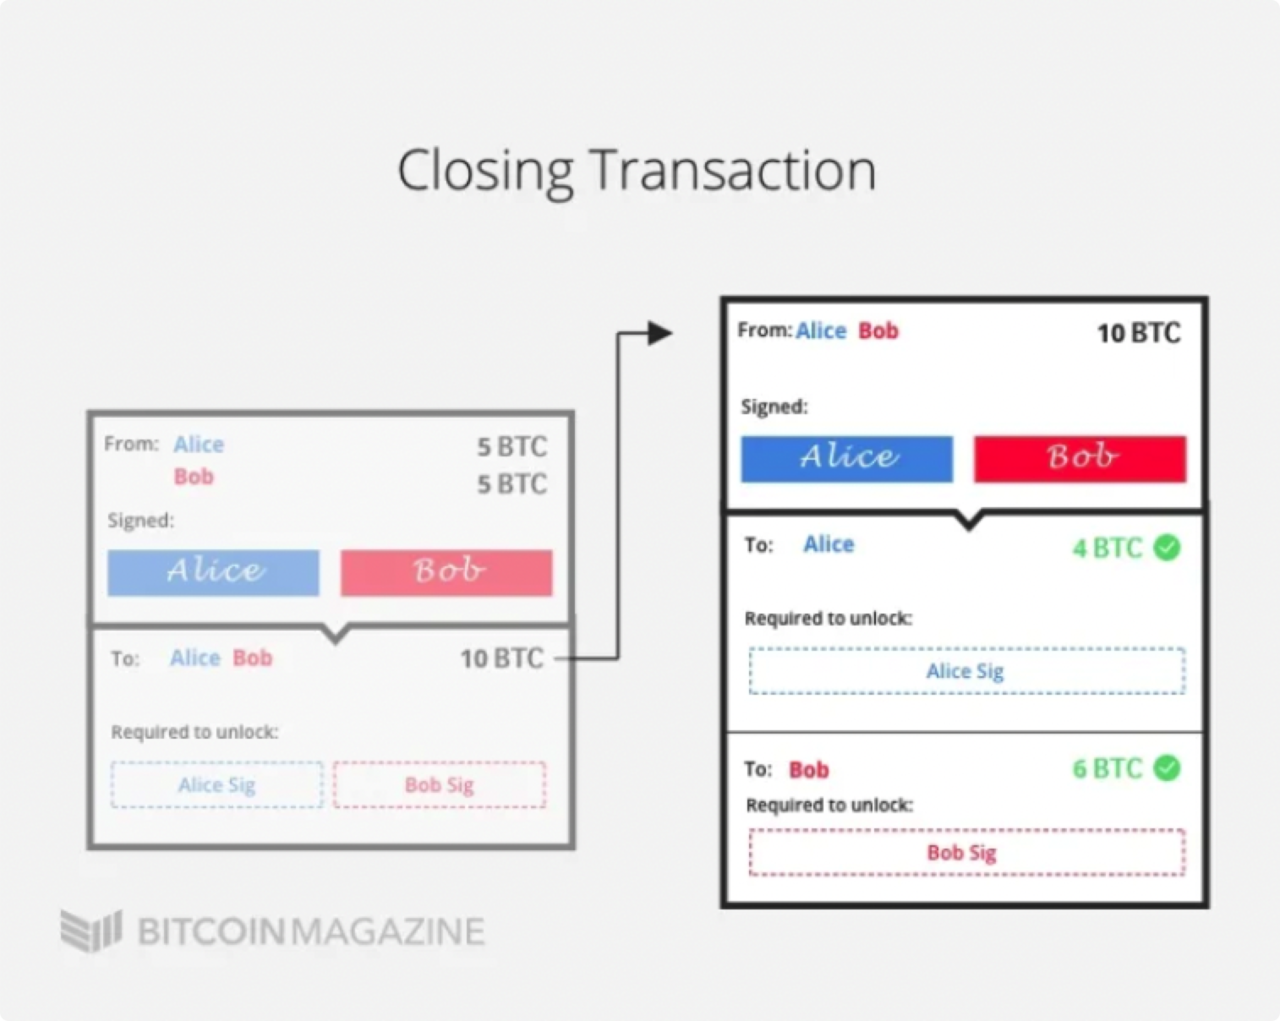 Closing Transaction
From: Alice 5 BTC
Bob 5 BTC
Signed:
Alice Bob
To: Alice Bob 10 BTC
Required to unlock:
Alice Sig Bob Sig
From: Alice Bob 10 BTC
Signed:
Alice Bob
To: Alice 4 BTC
Required to unlock:
Alice Sig
To: Bob 6 BTC
Required to unlock:
Bob Sig
BITCOINMAGAZINE